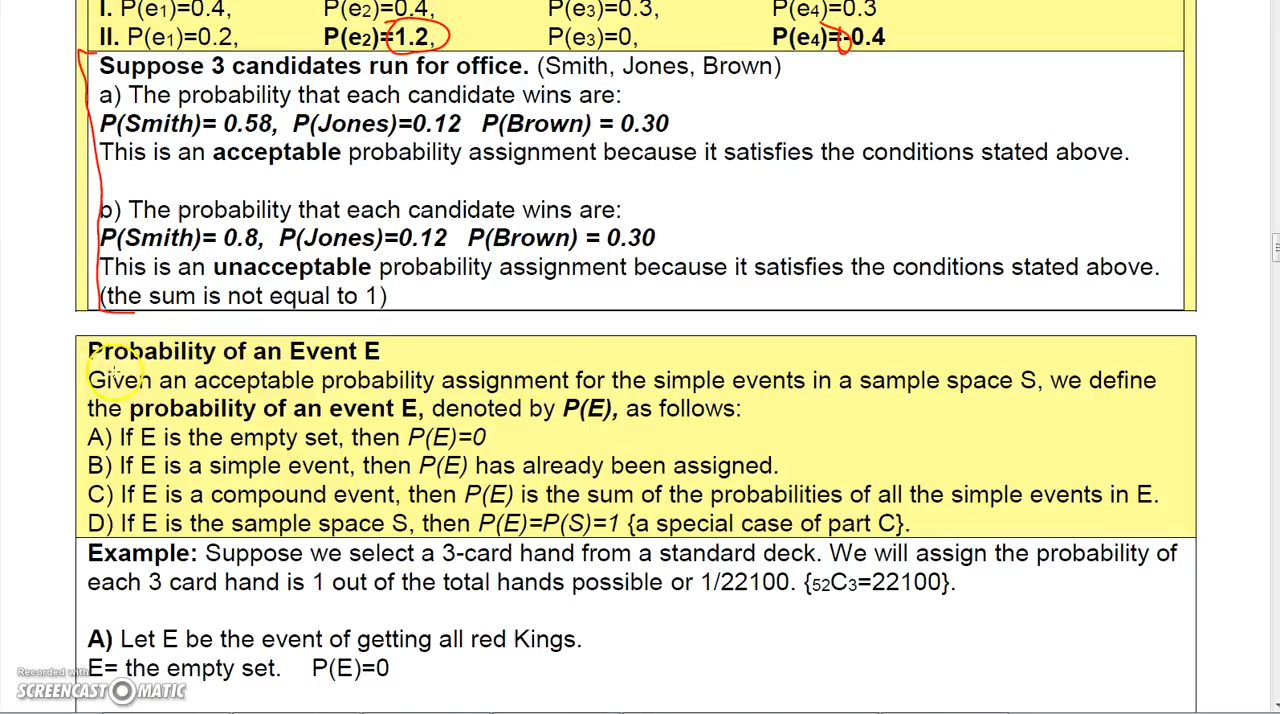 I. P(e₁)=0.4, P(e₂)=0.4, P(e₃)=0.3, P(e₄)=0.3
II. P(e₁)=0.2, P(e₂)=1.2, P(e₃)=0, P(e₄)=-0.4
Suppose 3 candidates run for office. (Smith, Jones, Brown)
a) The probability that each candidate wins are:
P(Smith)= 0.58, P(Jones)=0.12 P(Brown) = 0.30
This is an acceptable probability assignment because it satisfies the conditions stated above.
b) The probability that each candidate wins are:
P(Smith)= 0.8, P(Jones)=0.12 P(Brown) = 0.30
This is an unacceptable probability assignment because it satisfies the conditions stated above.
(the sum is not equal to 1)
Probability of an Event E
Given an acceptable probability assignment for the simple events in a sample space S, we define
the probability of an event E, denoted by P(E), as follows:
A) If E is the empty set, then P(E)=0
B) If E is a simple event, then P(E) has already been assigned.
C) If E is a compound event, then P(E) is the sum of the probabilities of all the simple events in E.
D) If E is the sample space S, then P(E)=P(S)=1 {a special case of part C}.
Example: Suppose we select a 3-card hand from a standard deck. We will assign the probability of
each 3 card hand is 1 out of the total hands possible or 1/22100. {₅₂C₃=22100}.
A) Let E be the event of getting all red Kings.
E= the empty set. P(E)=0
Recorded with
SCREENCAST-O-MATIC